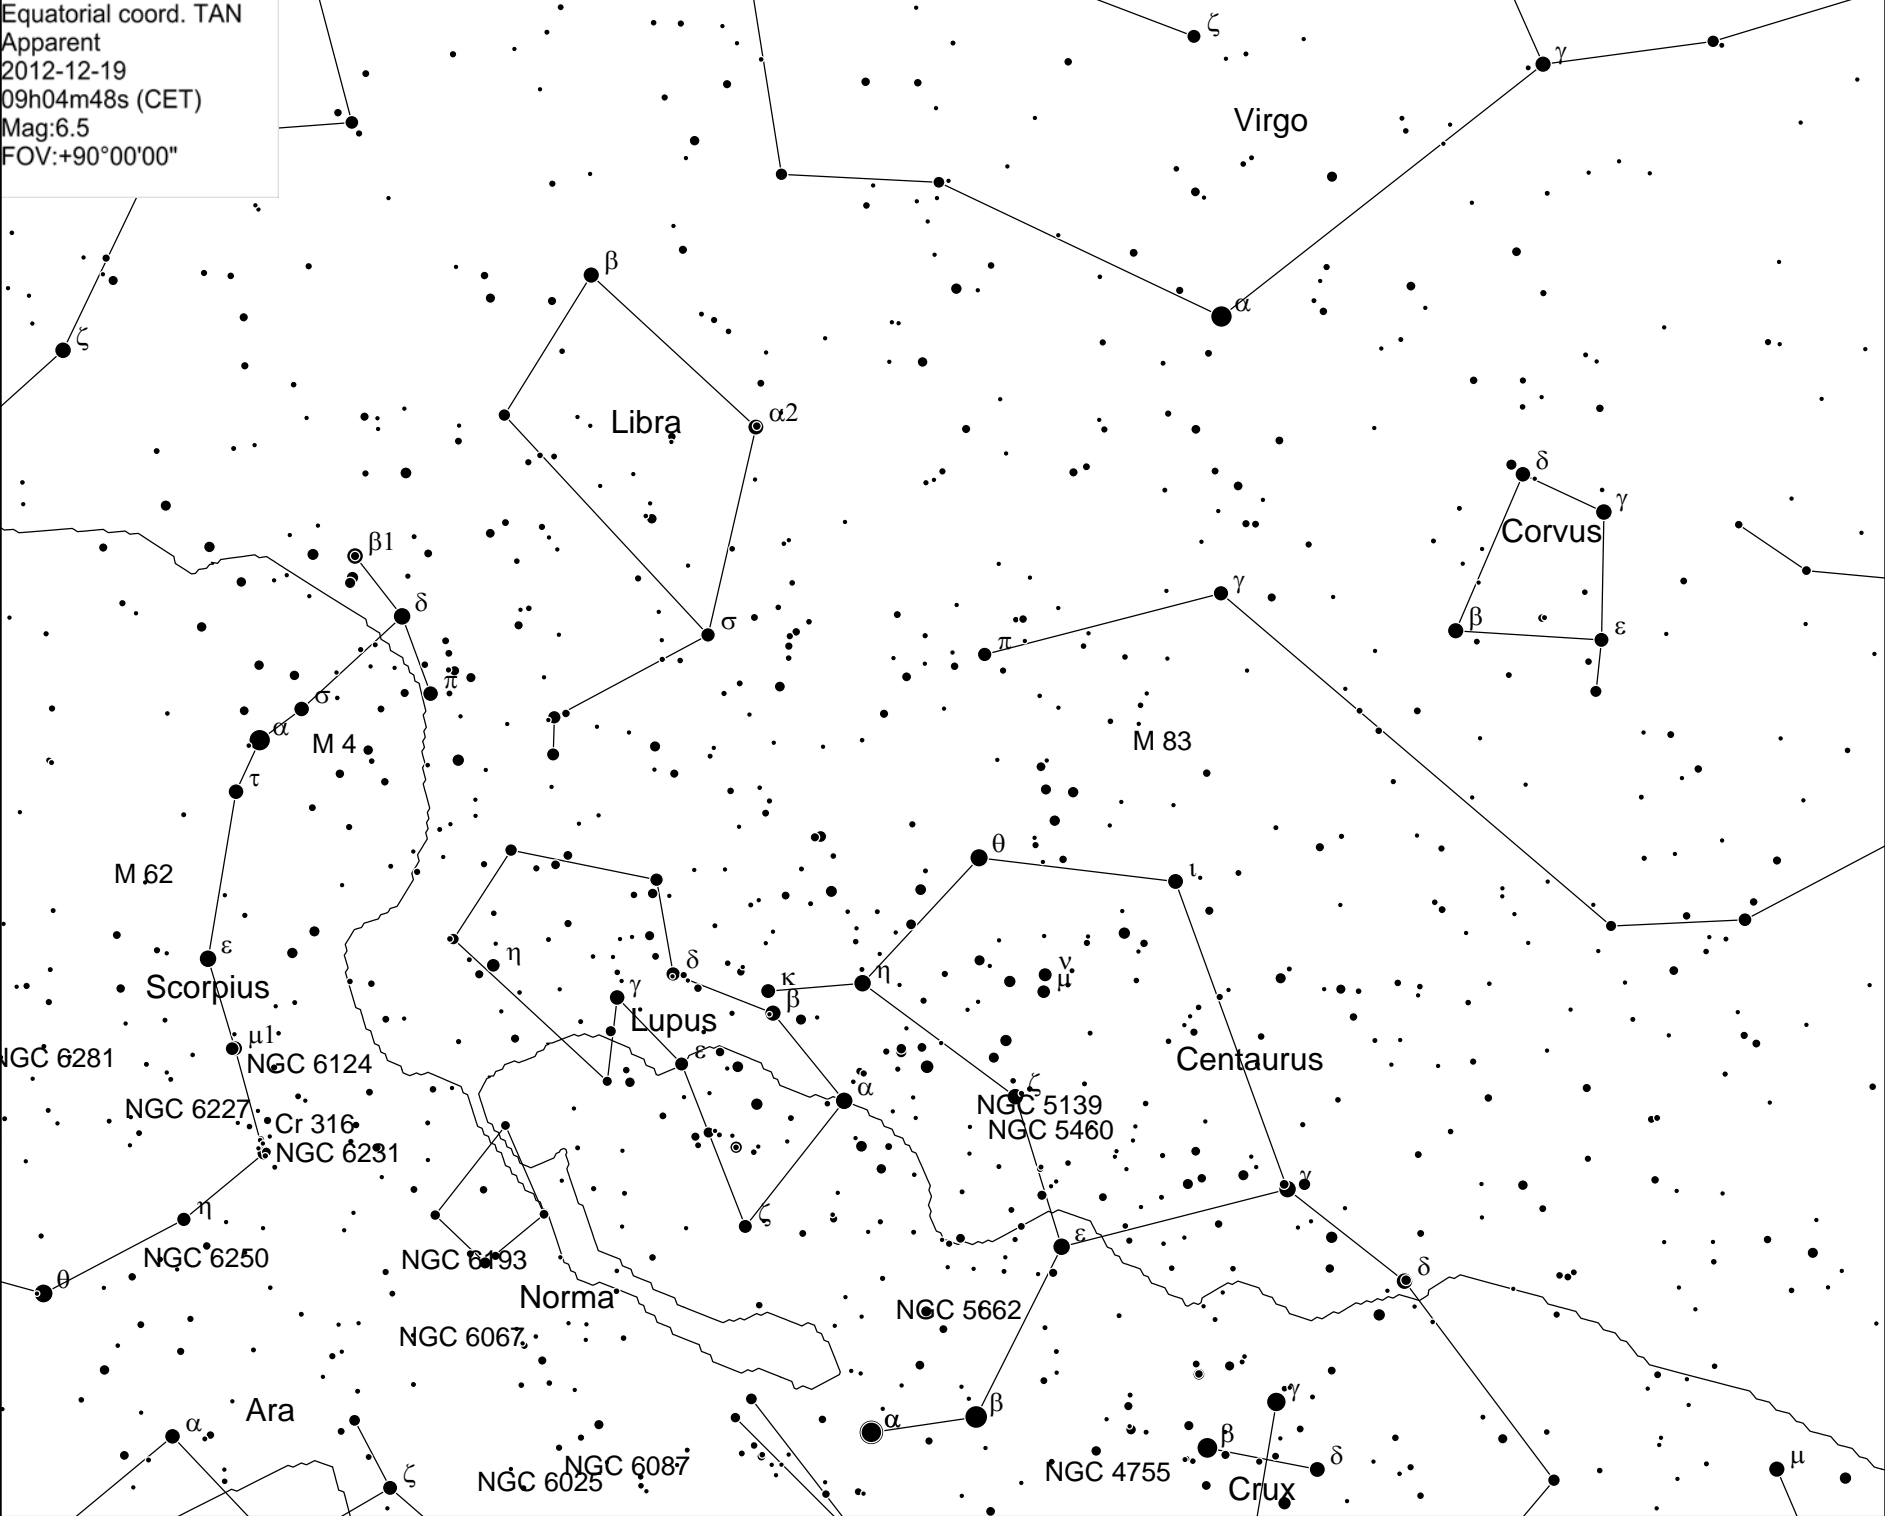 Equatorial coord. TAN
Apparent
2012-12-19
09h04m48s (CET)
Mag:6.5
FOV:+90°00'00"
ζ
γ
Virgo
β
α
ζ
Libra
α2
δ
γ
Corvus
β1
γ
δ
β
ε
σ
π
π
σ
α
M 4
M 83
τ
θ
ι
M 62
ε
η
δ
κ
η
ν
μ
Scorpius
γ
β
Lupus
μ1
ε
NGC 6281
NGC 6124
Centaurus
α
ζ
NGC 6227
NGC 5139
Cr 316
NGC 5460
NGC 6231
γ
η
ζ
ε
NGC 6250
NGC 6193
δ
θ
Norma
NGC 5662
NGC 6067
γ
Ara
β
α
α
β
δ
μ
ζ
NGC 6087
NGC 4755
NGC 6025
Crux